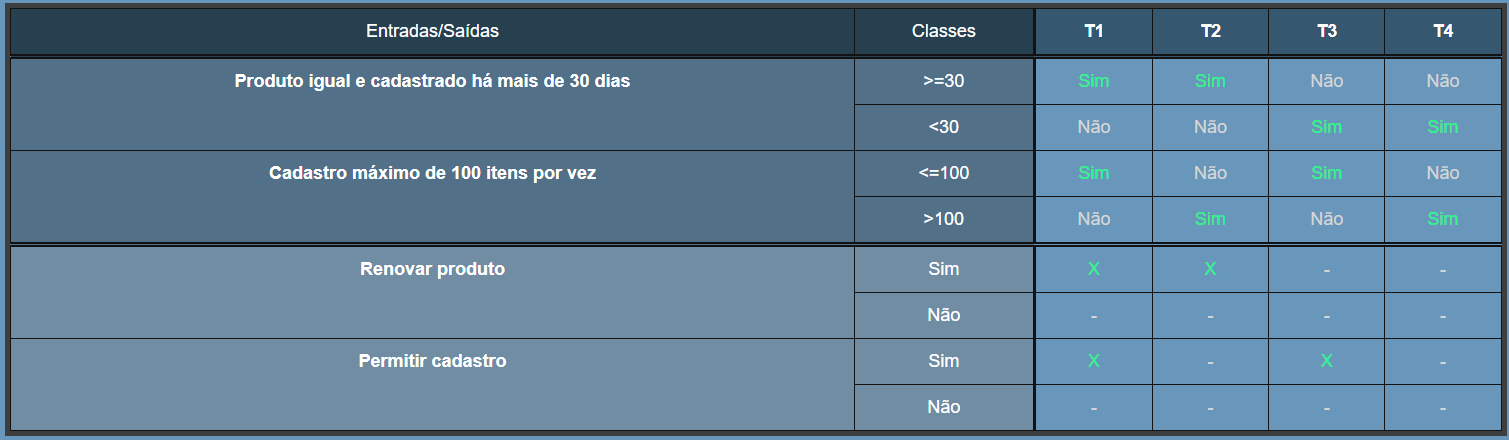 Entradas/Saídas Classes T1 T2 T3 T4
Produto igual e cadastrado há mais de 30 dias >=30 Sim Sim Não Não
<30 Não Não Sim Sim
Cadastro máximo de 100 itens por vez <=100 Sim Não Sim Não
>100 Não Sim Não Sim
Renovar produto Sim X X - -
Não - - - -
Permitir cadastro Sim X - X -
Não - - - -